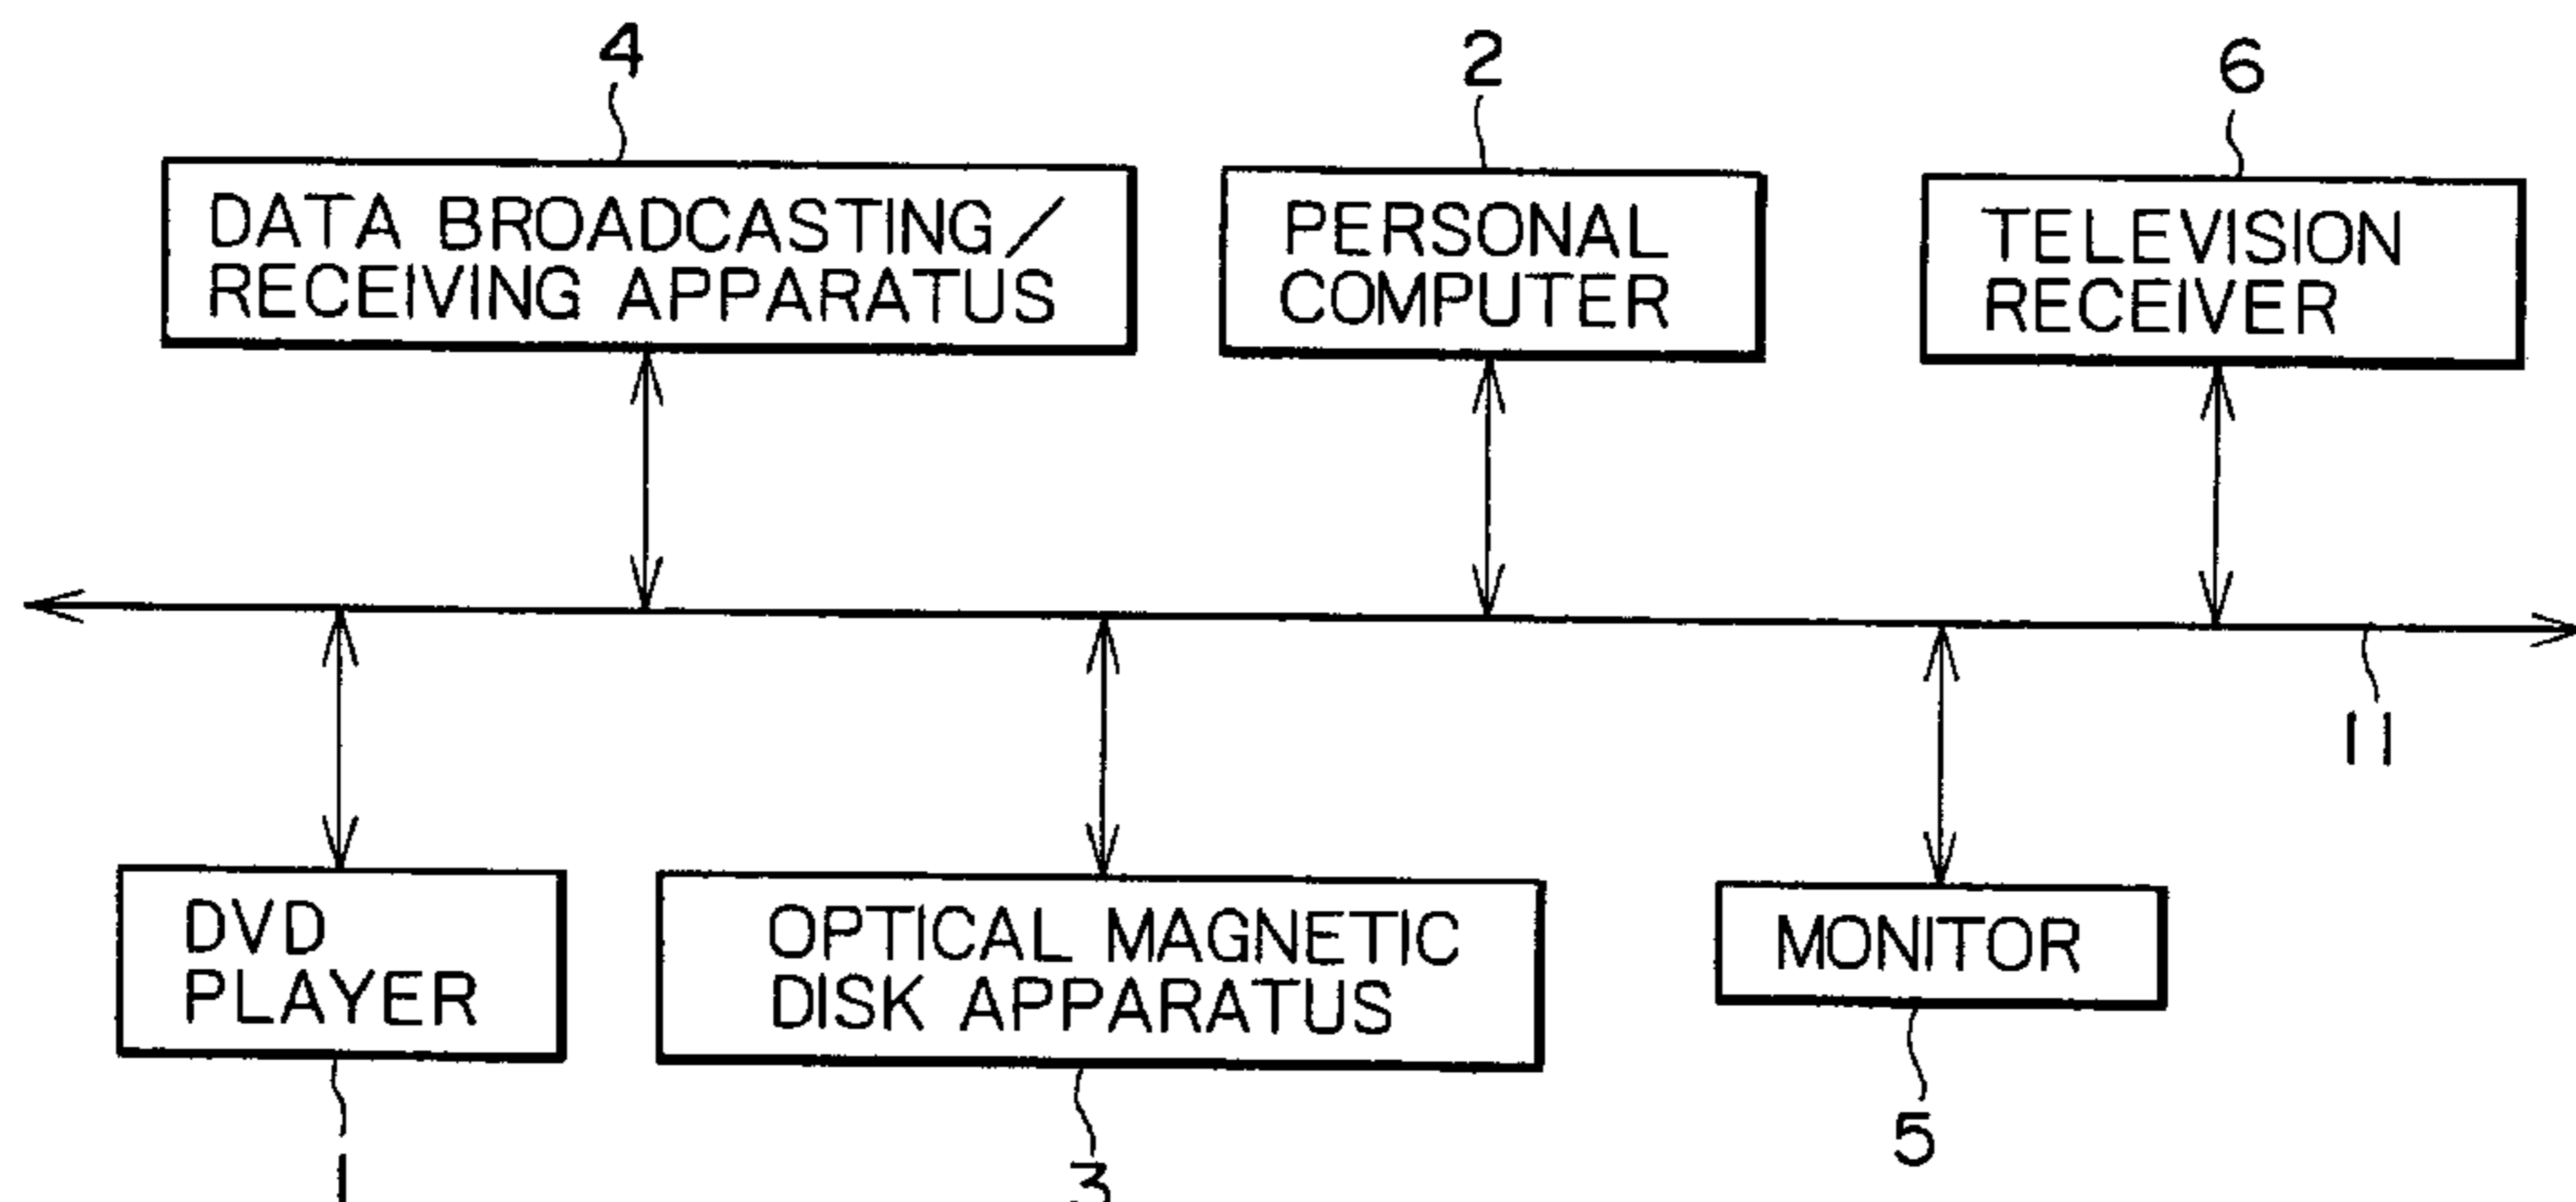 4
2
6
DATA BROADCASTING/
RECEIVING APPARATUS
PERSONAL
COMPUTER
TELEVISION
RECEIVER
11
DVD
PLAYER
OPTICAL MAGNETIC
DISK APPARATUS
MONITOR
1
3
5